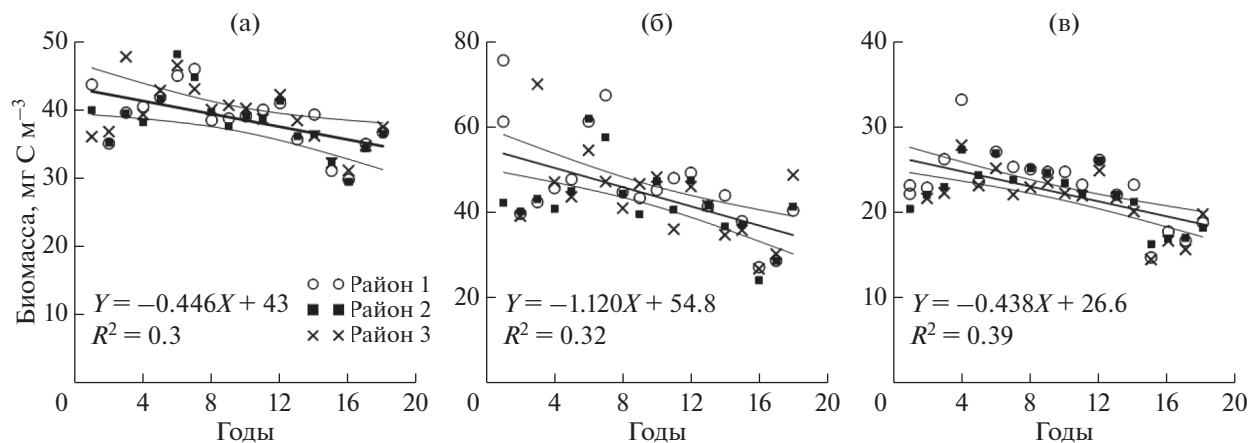 (а)
(б)
(в)
Биомасса, мг С м⁻³
50
40
30
20
10
0
4
8
12
16
20
Годы
Y = −0.446X + 43
R² = 0.3
Район 1
Район 2
Район 3
80
60
40
20
0
4
8
12
16
20
Годы
Y = −1.120X + 54.8
R² = 0.32
40
30
20
10
0
4
8
12
16
20
Годы
Y = −0.438X + 26.6
R² = 0.39